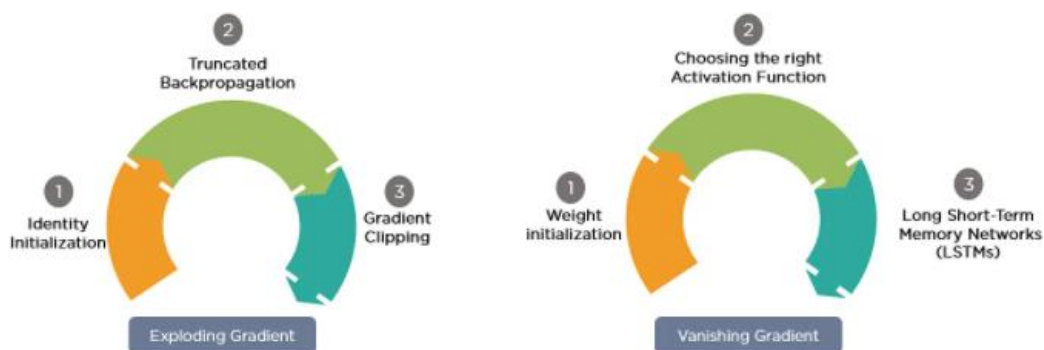 2
Truncated
Backpropagation
1
Identity
Initialization
3
Gradient
Clipping
Exploding Gradient
2
Choosing the right
Activation Function
1
Weight
initialization
3
Long Short-Term
Memory Networks
(LSTMs)
Vanishing Gradient